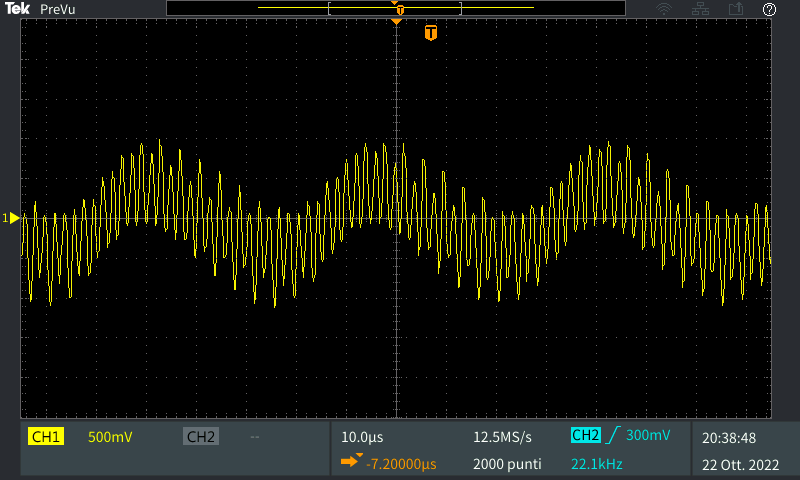 Tek PreVu
T
?
T
1
CH1 500mV CH2 -- 10.0µs 12.5MS/s CH2 300mV 20:38:48
-7.20000µs 2000 punti 22.1kHz 22 Ott. 2022